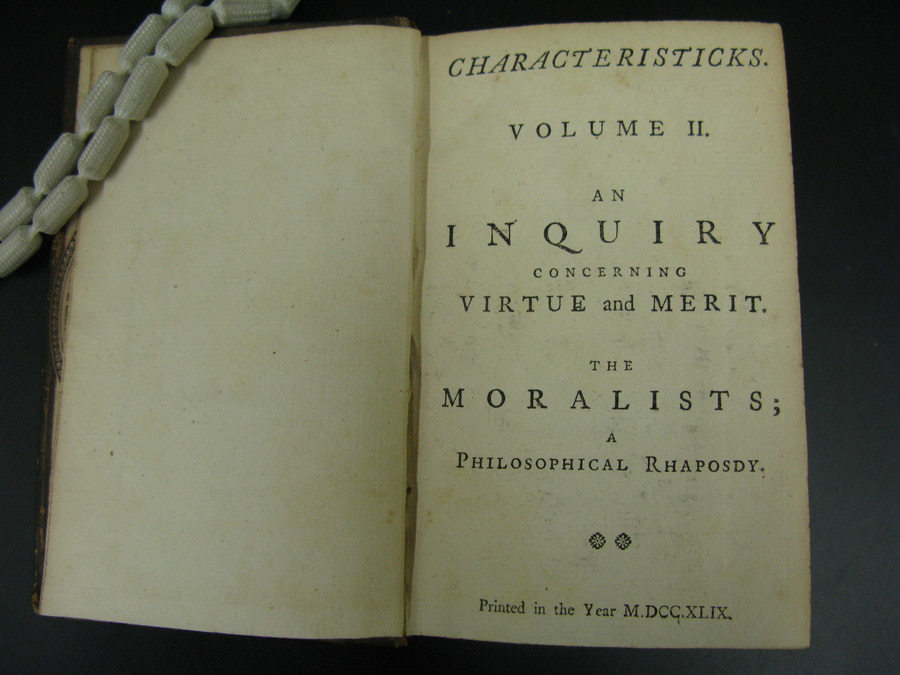 CHARACTERISTICKS.
VOLUME II.
AN
INQUIRY
CONCERNING
VIRTUE and MERIT.
THE
MORALISTS;
A
PHILOSOPHICAL RHAPOSDY.
Printed in the Year M.DCC.XLIX.